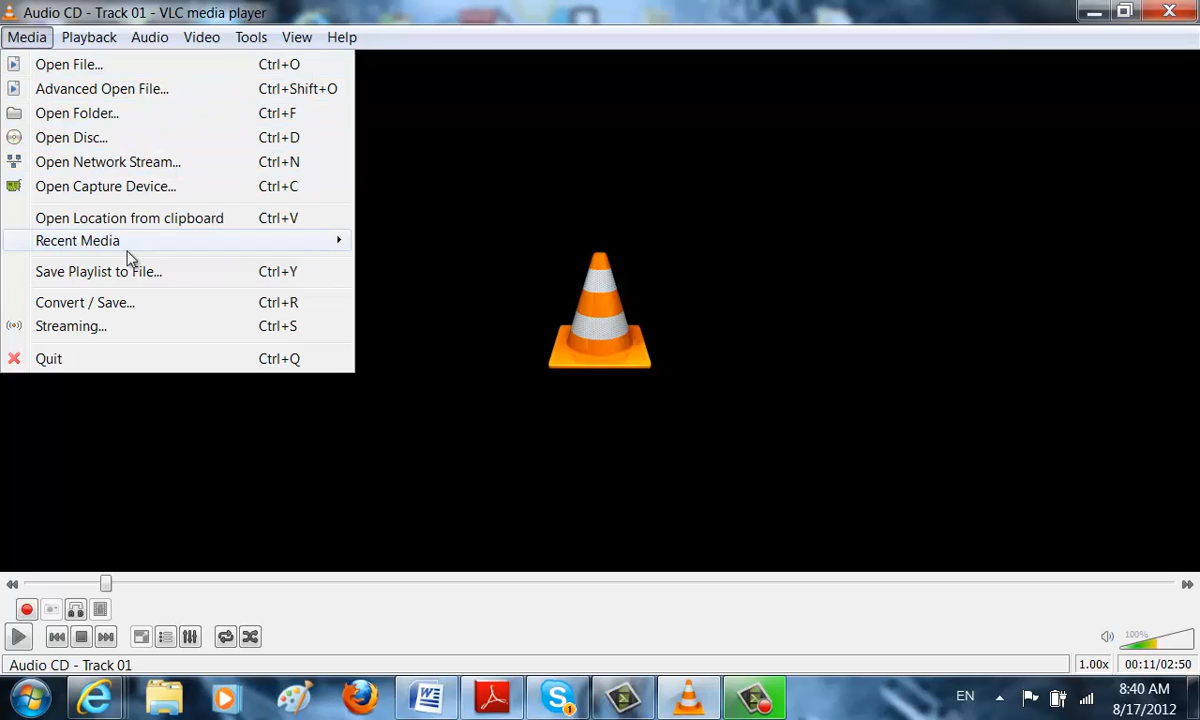 Audio CD - Track 01 - VLC media player
Media Playback Audio Video Tools View Help
Open File... Ctrl+O
Advanced Open File... Ctrl+Shift+O
Open Folder... Ctrl+F
Open Disc... Ctrl+D
Open Network Stream... Ctrl+N
Open Capture Device... Ctrl+C
Open Location from clipboard Ctrl+V
Recent Media
Save Playlist to File... Ctrl+Y
Convert / Save... Ctrl+R
Streaming... Ctrl+S
Quit Ctrl+Q
100%
Audio CD - Track 01 1.00x 00:11/02:50
EN 8:40 AM
8/17/2012